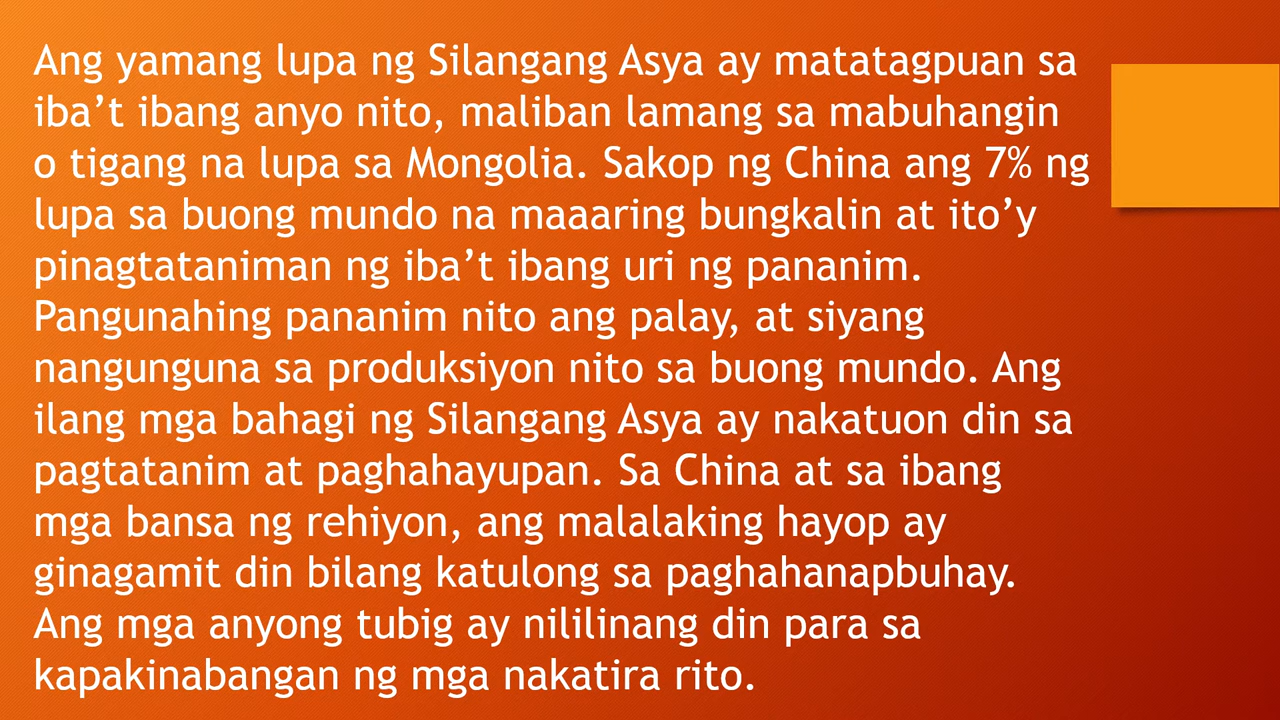 Ang yamang lupa ng Silangang Asya ay matatagpuan sa
iba’t ibang anyo nito, maliban lamang sa mabuhangin
o tigang na lupa sa Mongolia. Sakop ng China ang 7% ng
lupa sa buong mundo na maaaring bungkalin at ito’y
pinagtataniman ng iba’t ibang uri ng pananim.
Pangunahing pananim nito ang palay, at siyang
nangunguna sa produksiyon nito sa buong mundo. Ang
ilang mga bahagi ng Silangang Asya ay nakatuon din sa
pagtatanim at paghahayupan. Sa China at sa ibang
mga bansa ng rehiyon, ang malalaking hayop ay
ginagamit din bilang katulong sa paghahanapbuhay.
Ang mga anyong tubig ay nililinang din para sa
kapakinabangan ng mga nakatira rito.